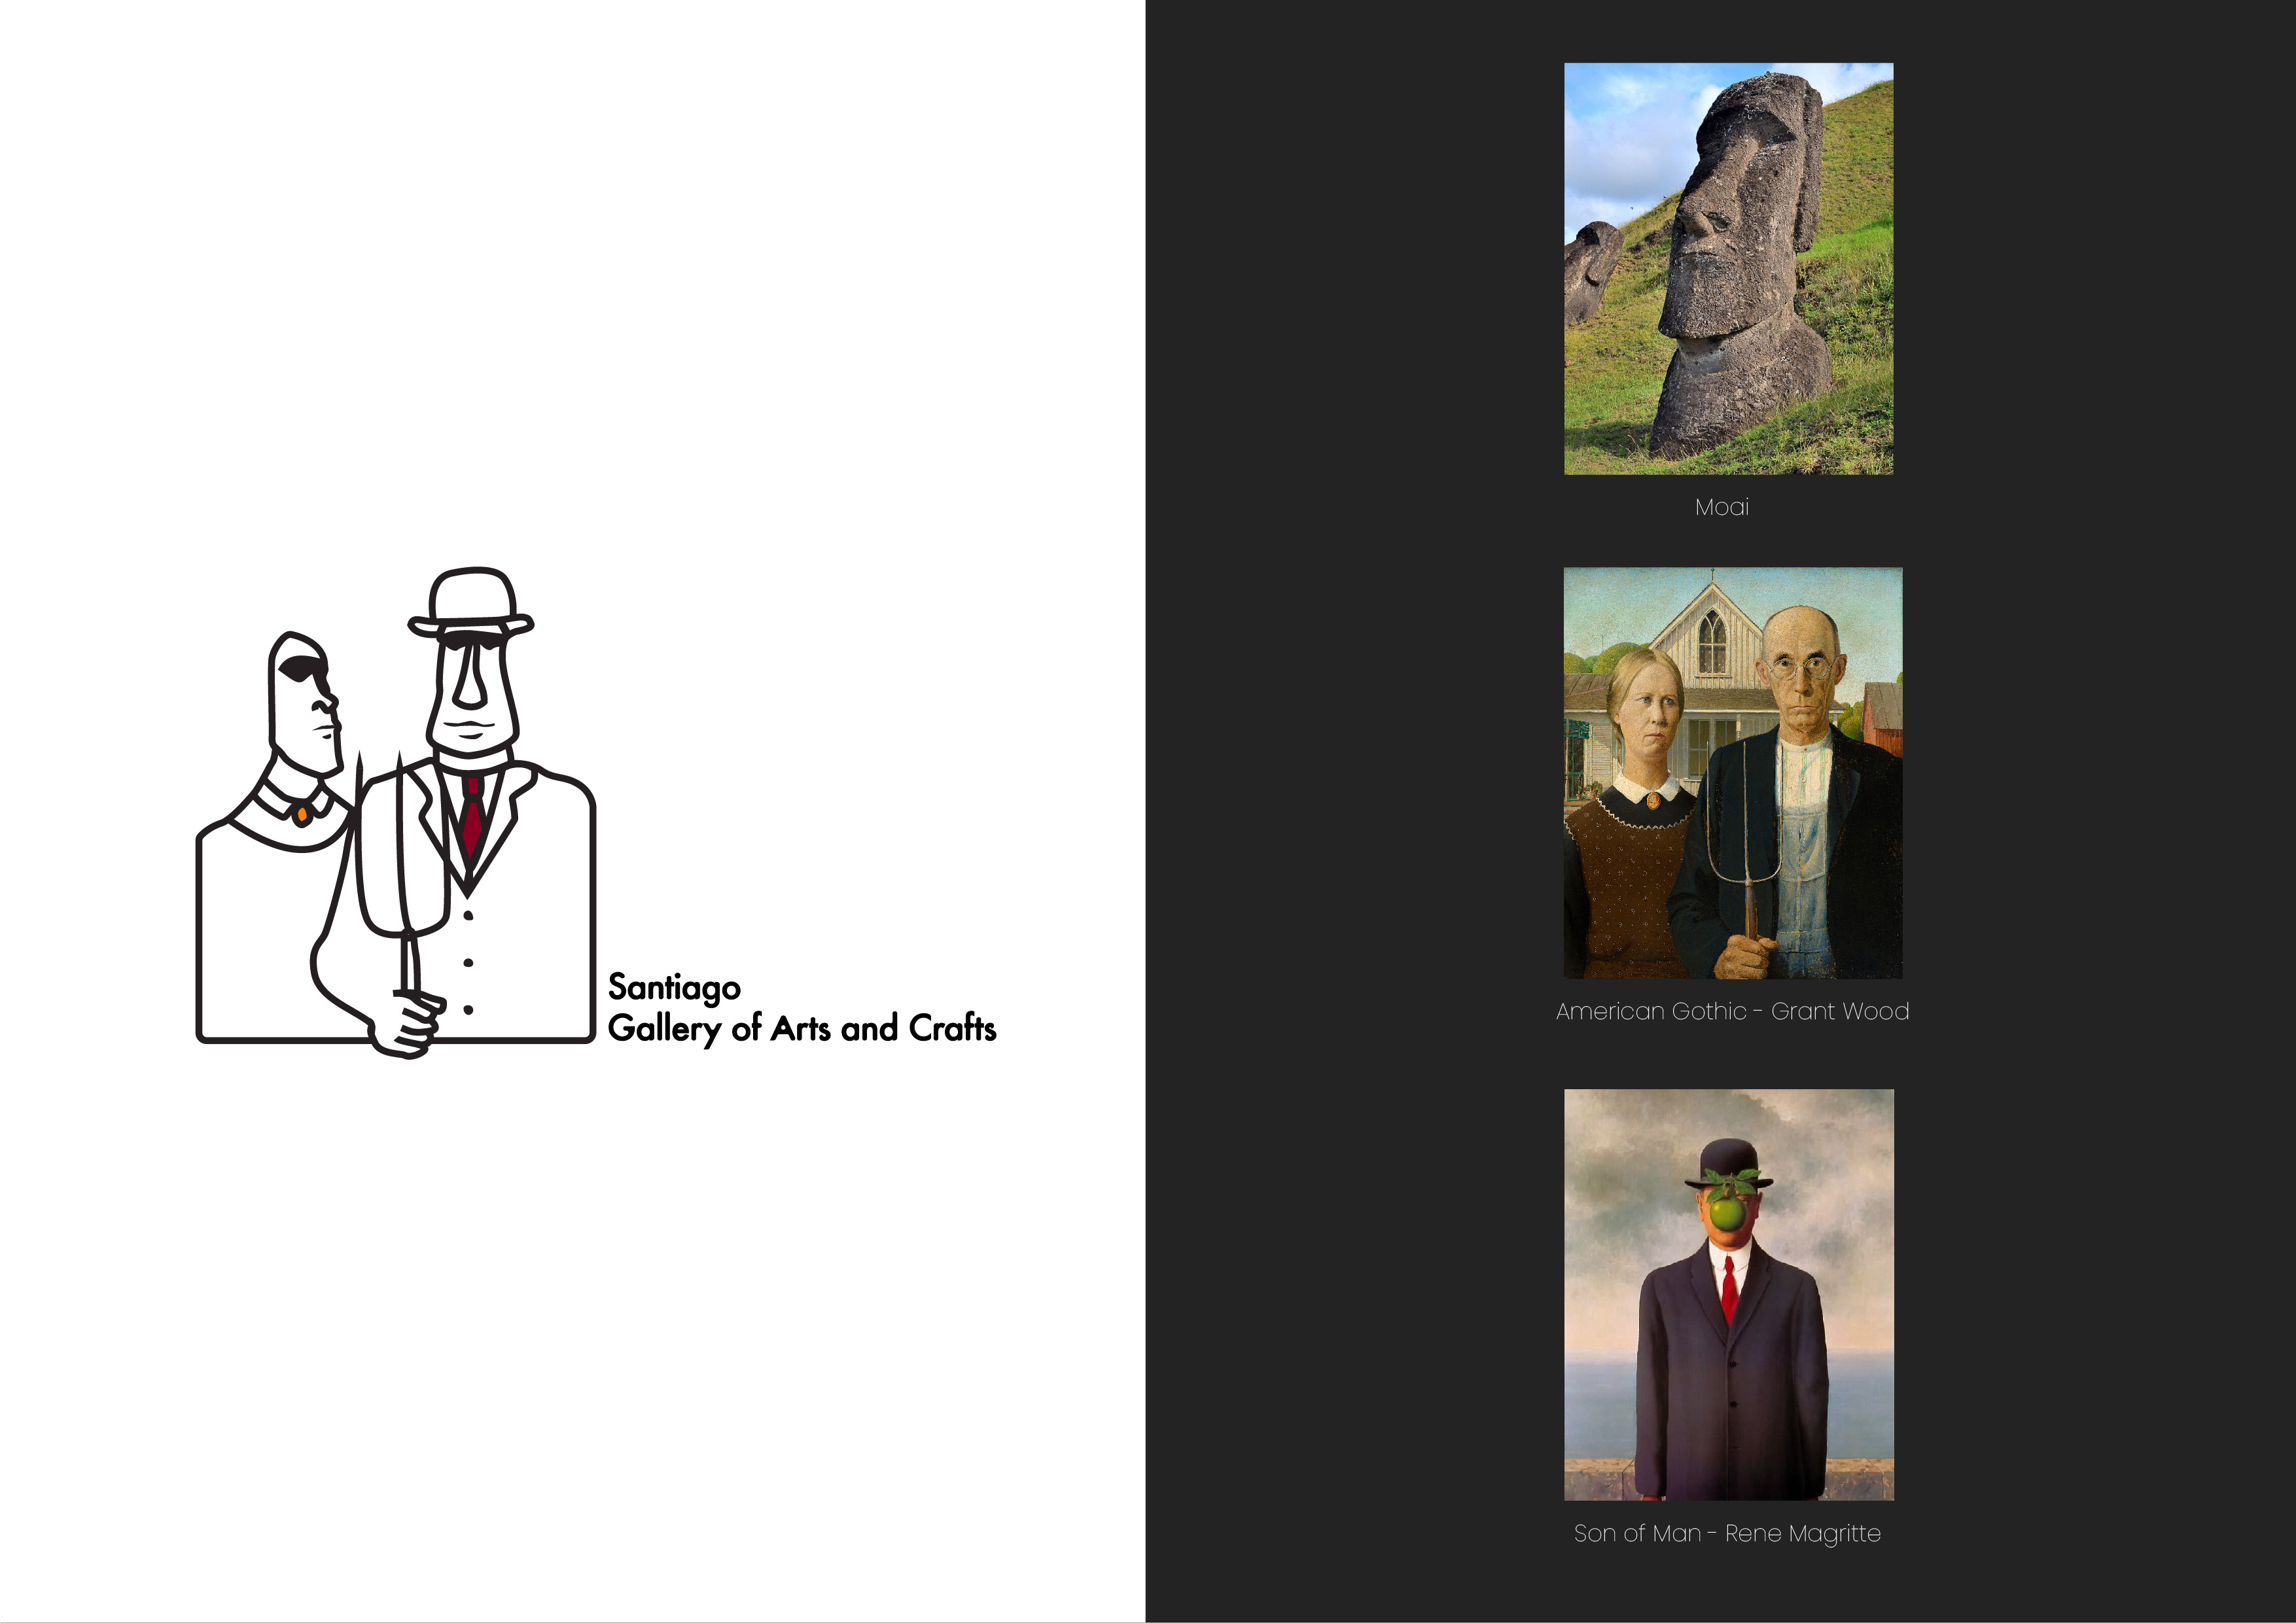 Santiago
Gallery of Arts and Crafts
Moai
American Gothic - Grant Wood
Son of Man - Rene Magritte